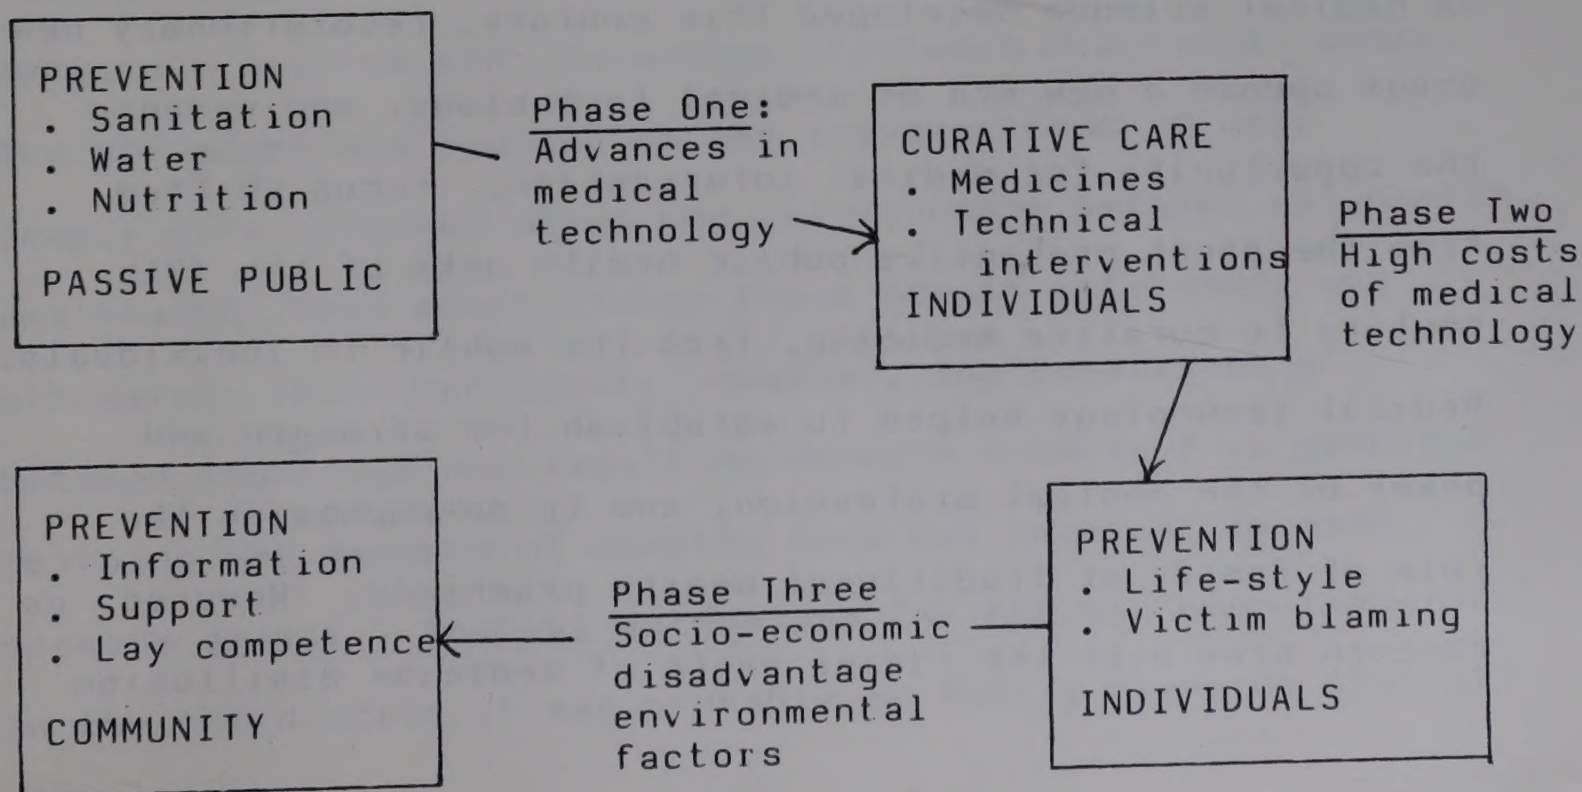 PREVENTION
. Sanitation
. Water
. Nutrition
PASSIVE PUBLIC
Phase One:
Advances in
medical
technology
CURATIVE CARE
. Medicines
. Technical
interventions
INDIVIDUALS
Phase Two
High costs
of medical
technology
PREVENTION
. Life-style
. Victim blaming
INDIVIDUALS
Phase Three
Socio-economic
disadvantage
environmental
factors
PREVENTION
. Information
. Support
. Lay competence
COMMUNITY